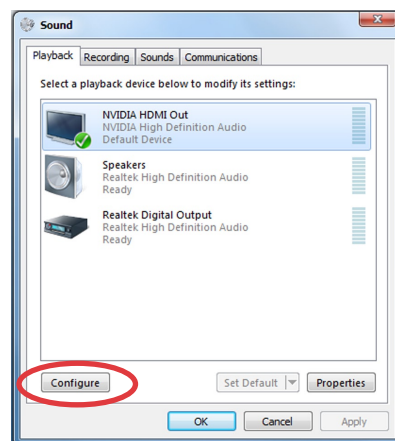 Sound
Playback Recording Sounds Communications
Select a playback device below to modify its settings:
NVIDIA HDMI Out
NVIDIA High Definition Audio
Default Device
Speakers
Realtek High Definition Audio
Ready
Realtek Digital Output
Realtek High Definition Audio
Ready
Configure Set Default Properties
OK Cancel Apply